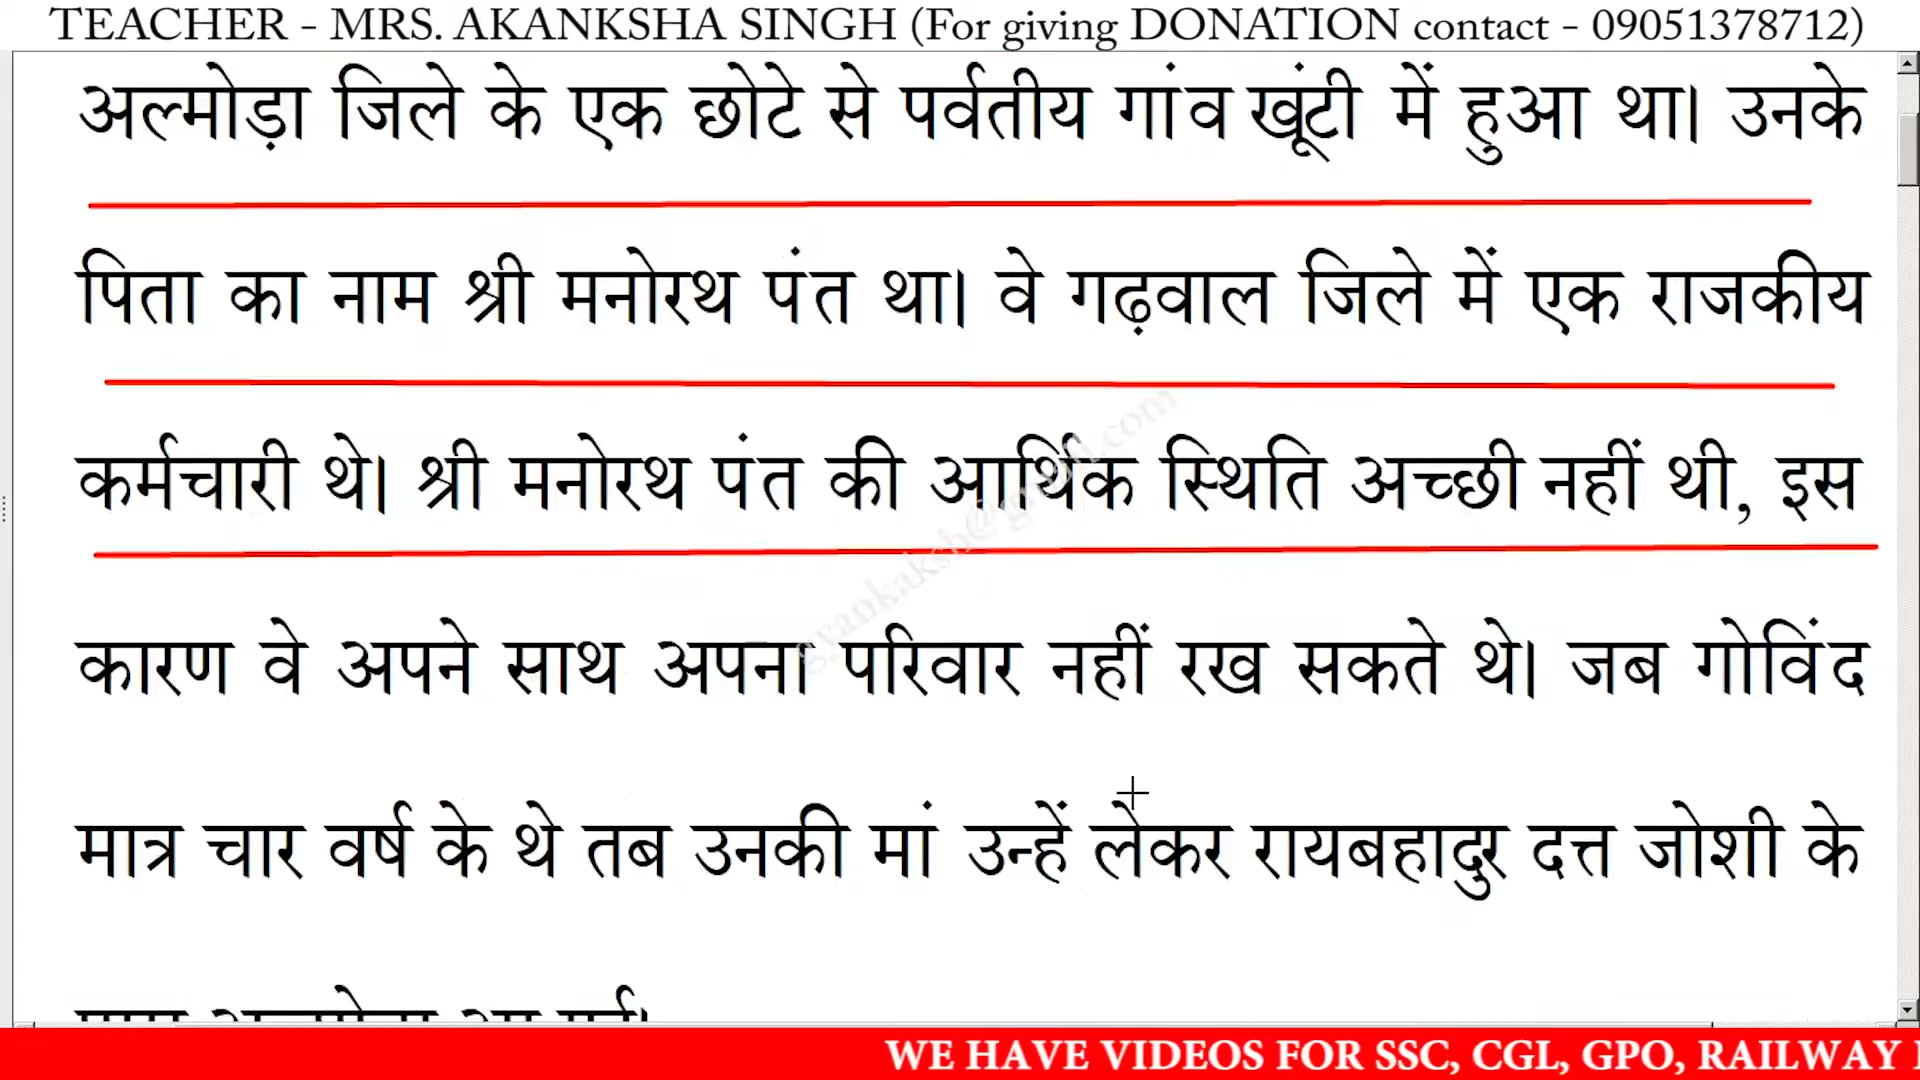 TEACHER - MRS. AKANKSHA SINGH (For giving DONATION contact - 09051378712)
अल्मोड़ा जिले के एक छोटे से पर्वतीय गांव खूंटी में हुआ था। उनके
पिता का नाम श्री मनोरथ पंत था। वे गढ़वाल जिले में एक राजकीय
कर्मचारी थे। श्री मनोरथ पंत की आर्थिक स्थिति अच्छी नहीं थी, इस
कारण वे अपने साथ अपना परिवार नहीं रख सकते थे। जब गोविंद
मात्र चार वर्ष के थे तब उनकी मां उन्हें लेकर रायबहादुर दत्त जोशी के
WE HAVE VIDEOS FOR SSC, CGL, GPO, RAILWAY